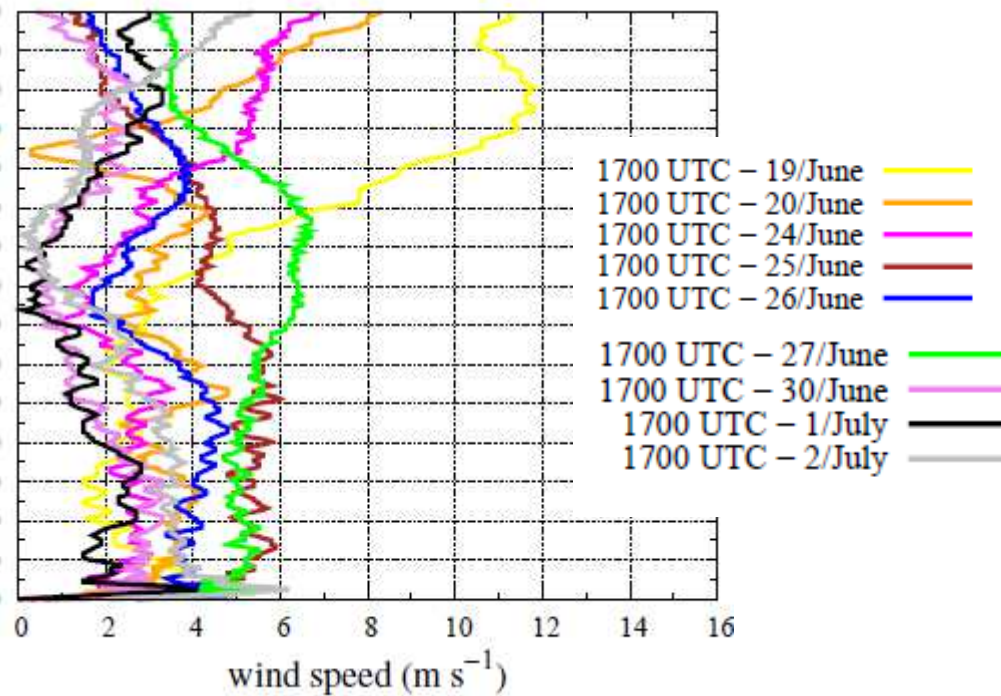 1700 UTC − 19/June
1700 UTC − 20/June
1700 UTC − 24/June
1700 UTC − 25/June
1700 UTC − 26/June
1700 UTC − 27/June
1700 UTC − 30/June
1700 UTC − 1/July
1700 UTC − 2/July
0 2 4 6 8 10 12 14 16
wind speed (m s⁻¹)